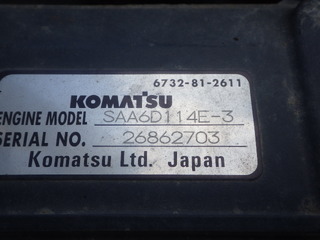 6732-81-2611
KOMATSU
ENGINE MODEL SAA6D114E-3
SERIAL NO. 26862703
Komatsu Ltd. Japan